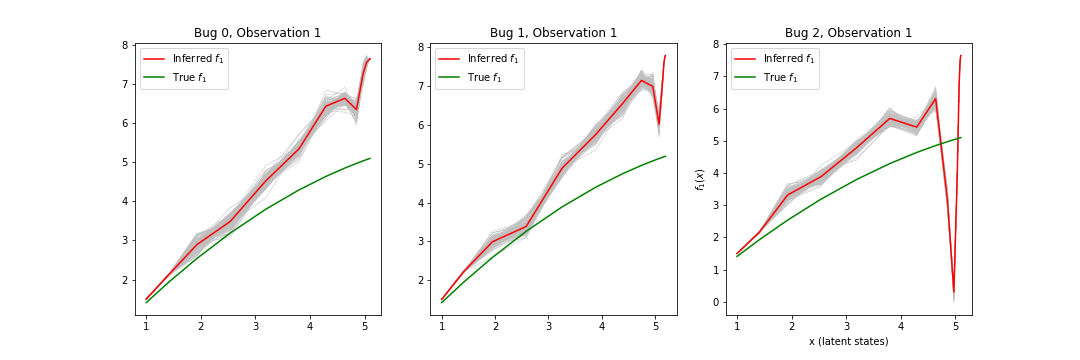 Bug 0, Observation 1
8
7
6
5
4
3
2
1 2 3 4 5
Inferred f₁
True f₁
Bug 1, Observation 1
8
7
6
5
4
3
2
1 2 3 4 5
Inferred f₁
True f₁
Bug 2, Observation 1
f₁(x)
8
7
6
5
4
3
2
1
0
1 2 3 4 5
Inferred f₁
True f₁
x (latent states)